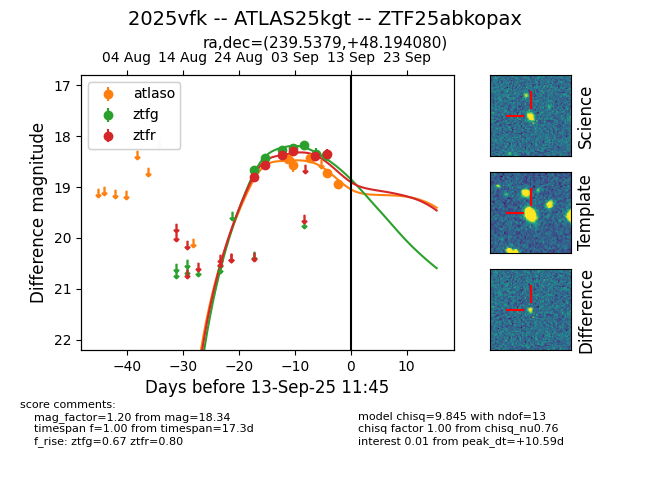 2025vfk -- ATLAS25kgt -- ZTF25abkopax
ra,dec=(239.5379,+48.194080)
04 Aug 14 Aug 24 Aug 03 Sep 13 Sep 23 Sep
17
18
19
20
21
22
Difference magnitude
atlaso
ztfg
ztfr
−40 −30 −20 −10 0 10
Days before 13-Sep-25 11:45
Science
Template
Difference
score comments:
mag_factor=1.20 from mag=18.34
timespan f=1.00 from timespan=17.3d
f_rise: ztfg=0.67 ztfr=0.80
model chisq=9.845 with ndof=13
chisq factor 1.00 from chisq_nu0.76
interest 0.01 from peak_dt=+10.59d